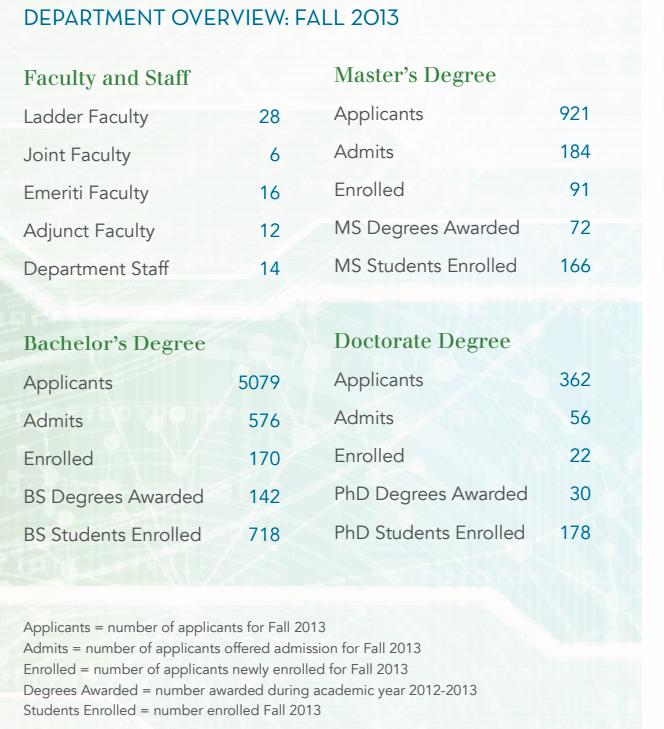 DEPARTMENT OVERVIEW: FALL 2013
Faculty and Staff
Ladder Faculty 28
Joint Faculty 6
Emeriti Faculty 16
Adjunct Faculty 12
Department Staff 14
Master's Degree
Applicants 921
Admits 184
Enrolled 91
MS Degrees Awarded 72
MS Students Enrolled 166
Bachelor's Degree
Applicants 5079
Admits 576
Enrolled 170
BS Degrees Awarded 142
BS Students Enrolled 718
Doctorate Degree
Applicants 362
Admits 56
Enrolled 22
PhD Degrees Awarded 30
PhD Students Enrolled 178
Applicants = number of applicants for Fall 2013
Admits = number of applicants offered admission for Fall 2013
Enrolled = number of applicants newly enrolled for Fall 2013
Degrees Awarded = number awarded during academic year 2012-2013
Students Enrolled = number enrolled Fall 2013